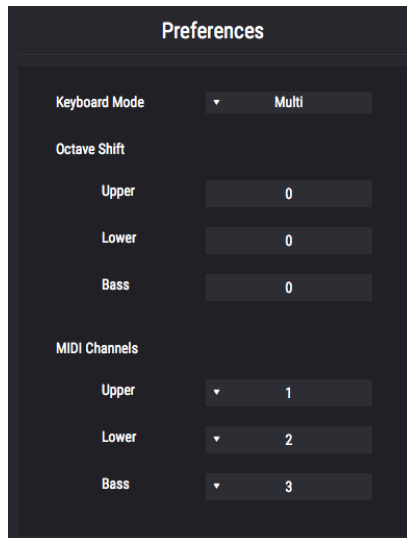 Preferences
Keyboard Mode Multi
Octave Shift
Upper 0
Lower 0
Bass 0
MIDI Channels
Upper 1
Lower 2
Bass 3